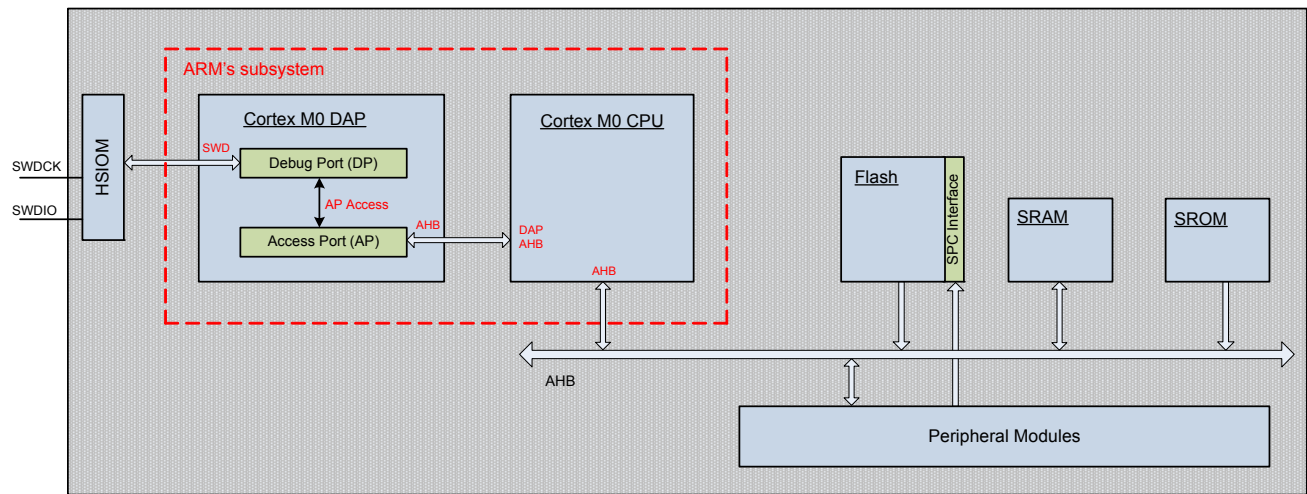 ARM's subsystem
Cortex M0 DAP
Cortex M0 CPU
SWDCK
SWDIO
HSIOM
SWD
Debug Port (DP)
AP Access
Access Port (AP)
AHB
DAP
AHB
AHB
Flash
SPC Interface
SRAM
SROM
AHB
Peripheral Modules